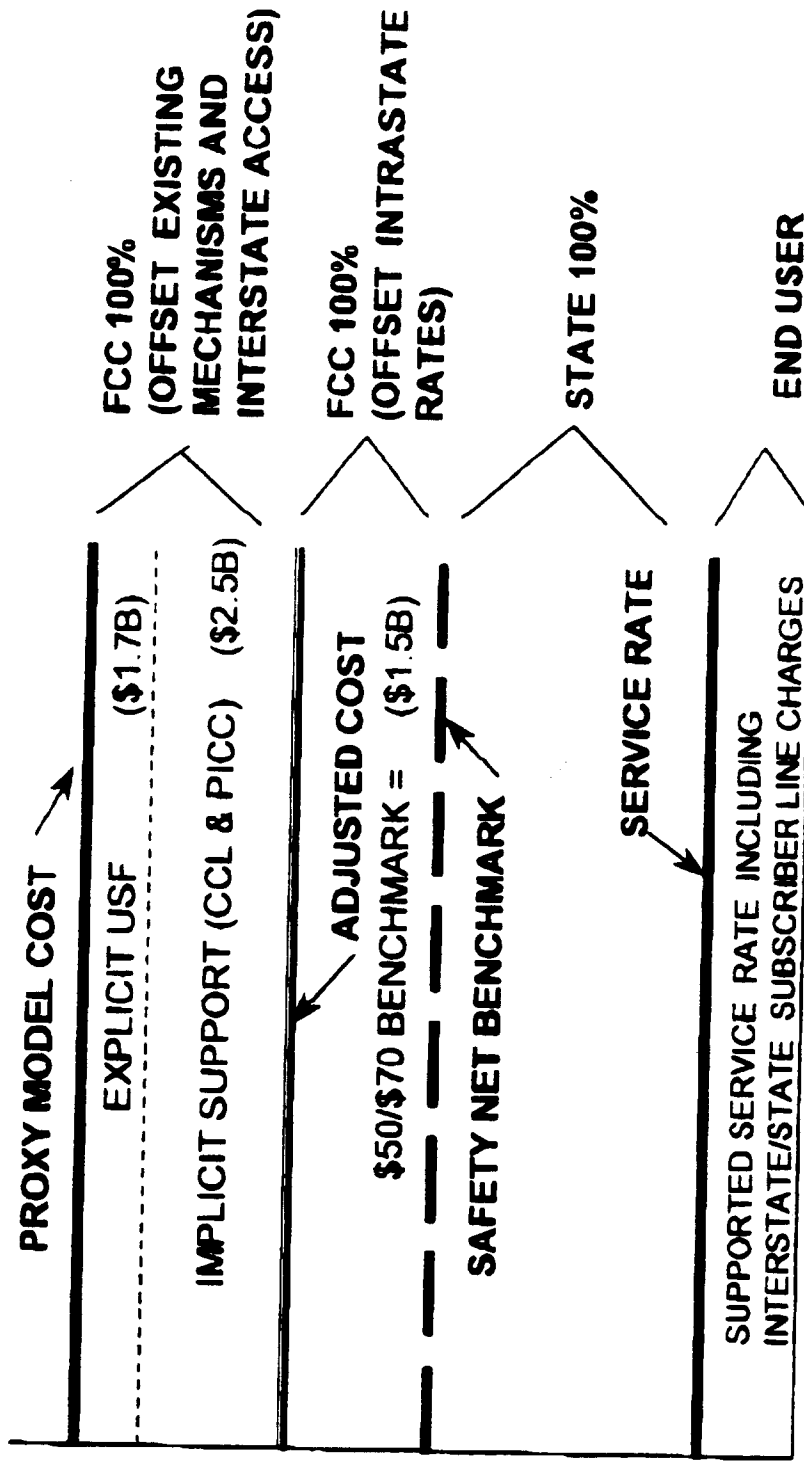 PROXY MODEL COST
EXPLICIT USF ($1.7B)
IMPLICIT SUPPORT (CCL & PICC) ($2.5B)
FCC 100%
(OFFSET EXISTING
MECHANISMS AND
INTERSTATE ACCESS)
ADJUSTED COST
$50/$70 BENCHMARK = ($1.5B)
FCC 100%
(OFFSET INTRASTATE
RATES)
SAFETY NET BENCHMARK
STATE 100%
SERVICE RATE
SUPPORTED SERVICE RATE INCLUDING
INTERSTATE/STATE SUBSCRIBER LINE CHARGES
END USER